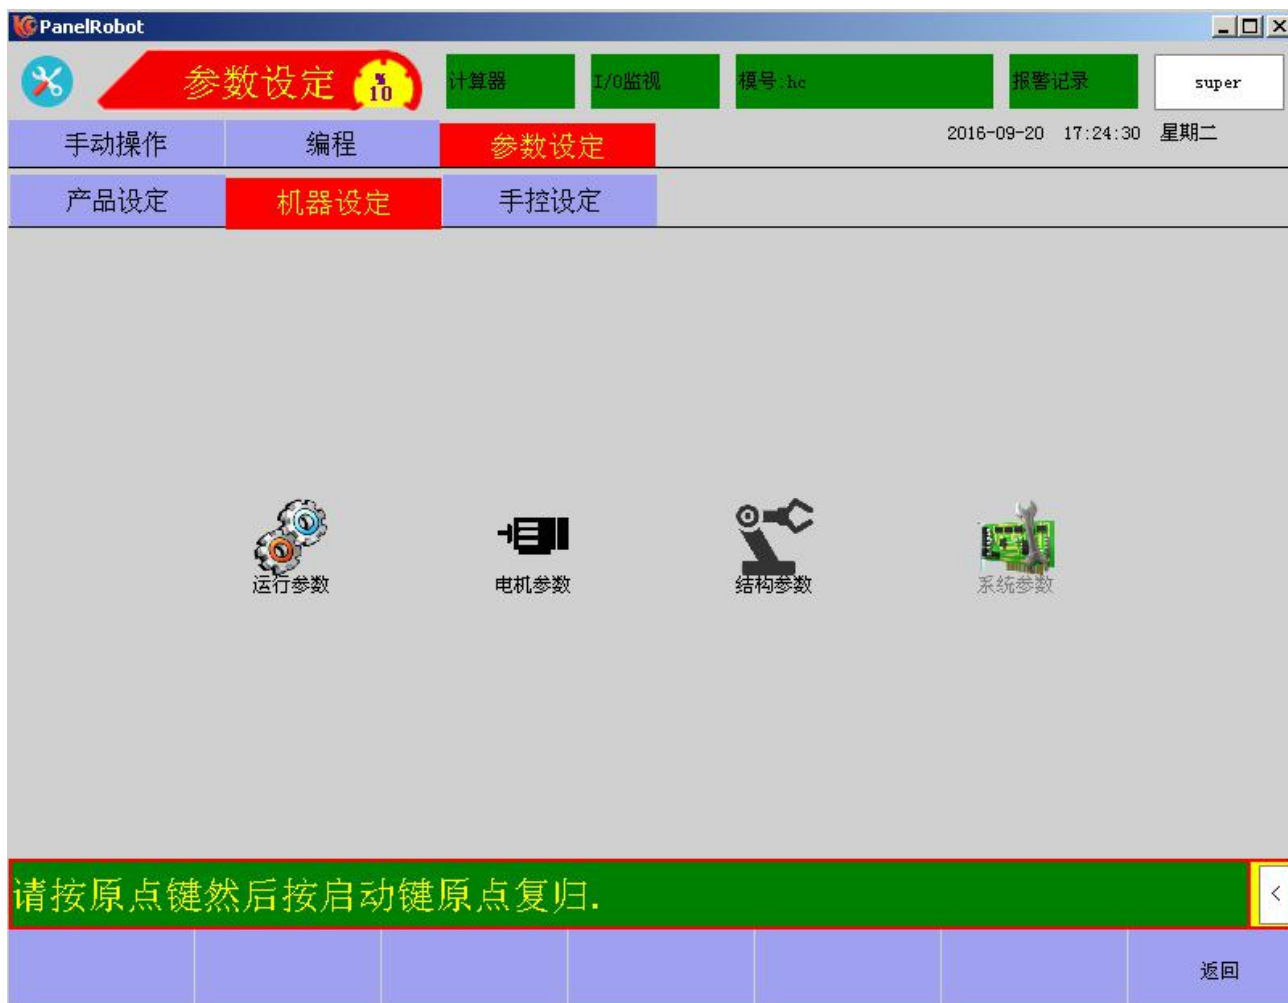 PanelRobot
参数设定 % 10 计算器 I/O监视 模号:hc 报警记录 super
手动操作 编程 参数设定 2016-09-20 17:24:30 星期二
产品设定 机器设定 手控设定
运行参数 电机参数 结构参数 系统参数
请按原点键然后按启动键原点复归. <
返回